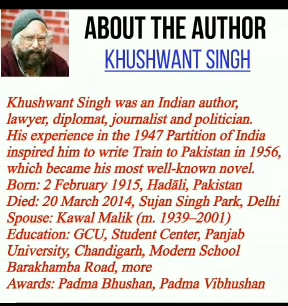 ABOUT THE AUTHOR
KHUSHWANT SINGH
Khushwant Singh was an Indian author,
lawyer, diplomat, journalist and politician.
His experience in the 1947 Partition of India
inspired him to write Train to Pakistan in 1956,
which became his most well-known novel.
Born: 2 February 1915, Hadāli, Pakistan
Died: 20 March 2014, Sujan Singh Park, Delhi
Spouse: Kawal Malik (m. 1939–2001)
Education: GCU, Student Center, Panjab
University, Chandigarh, Modern School
Barakhamba Road, more
Awards: Padma Bhushan, Padma Vibhushan